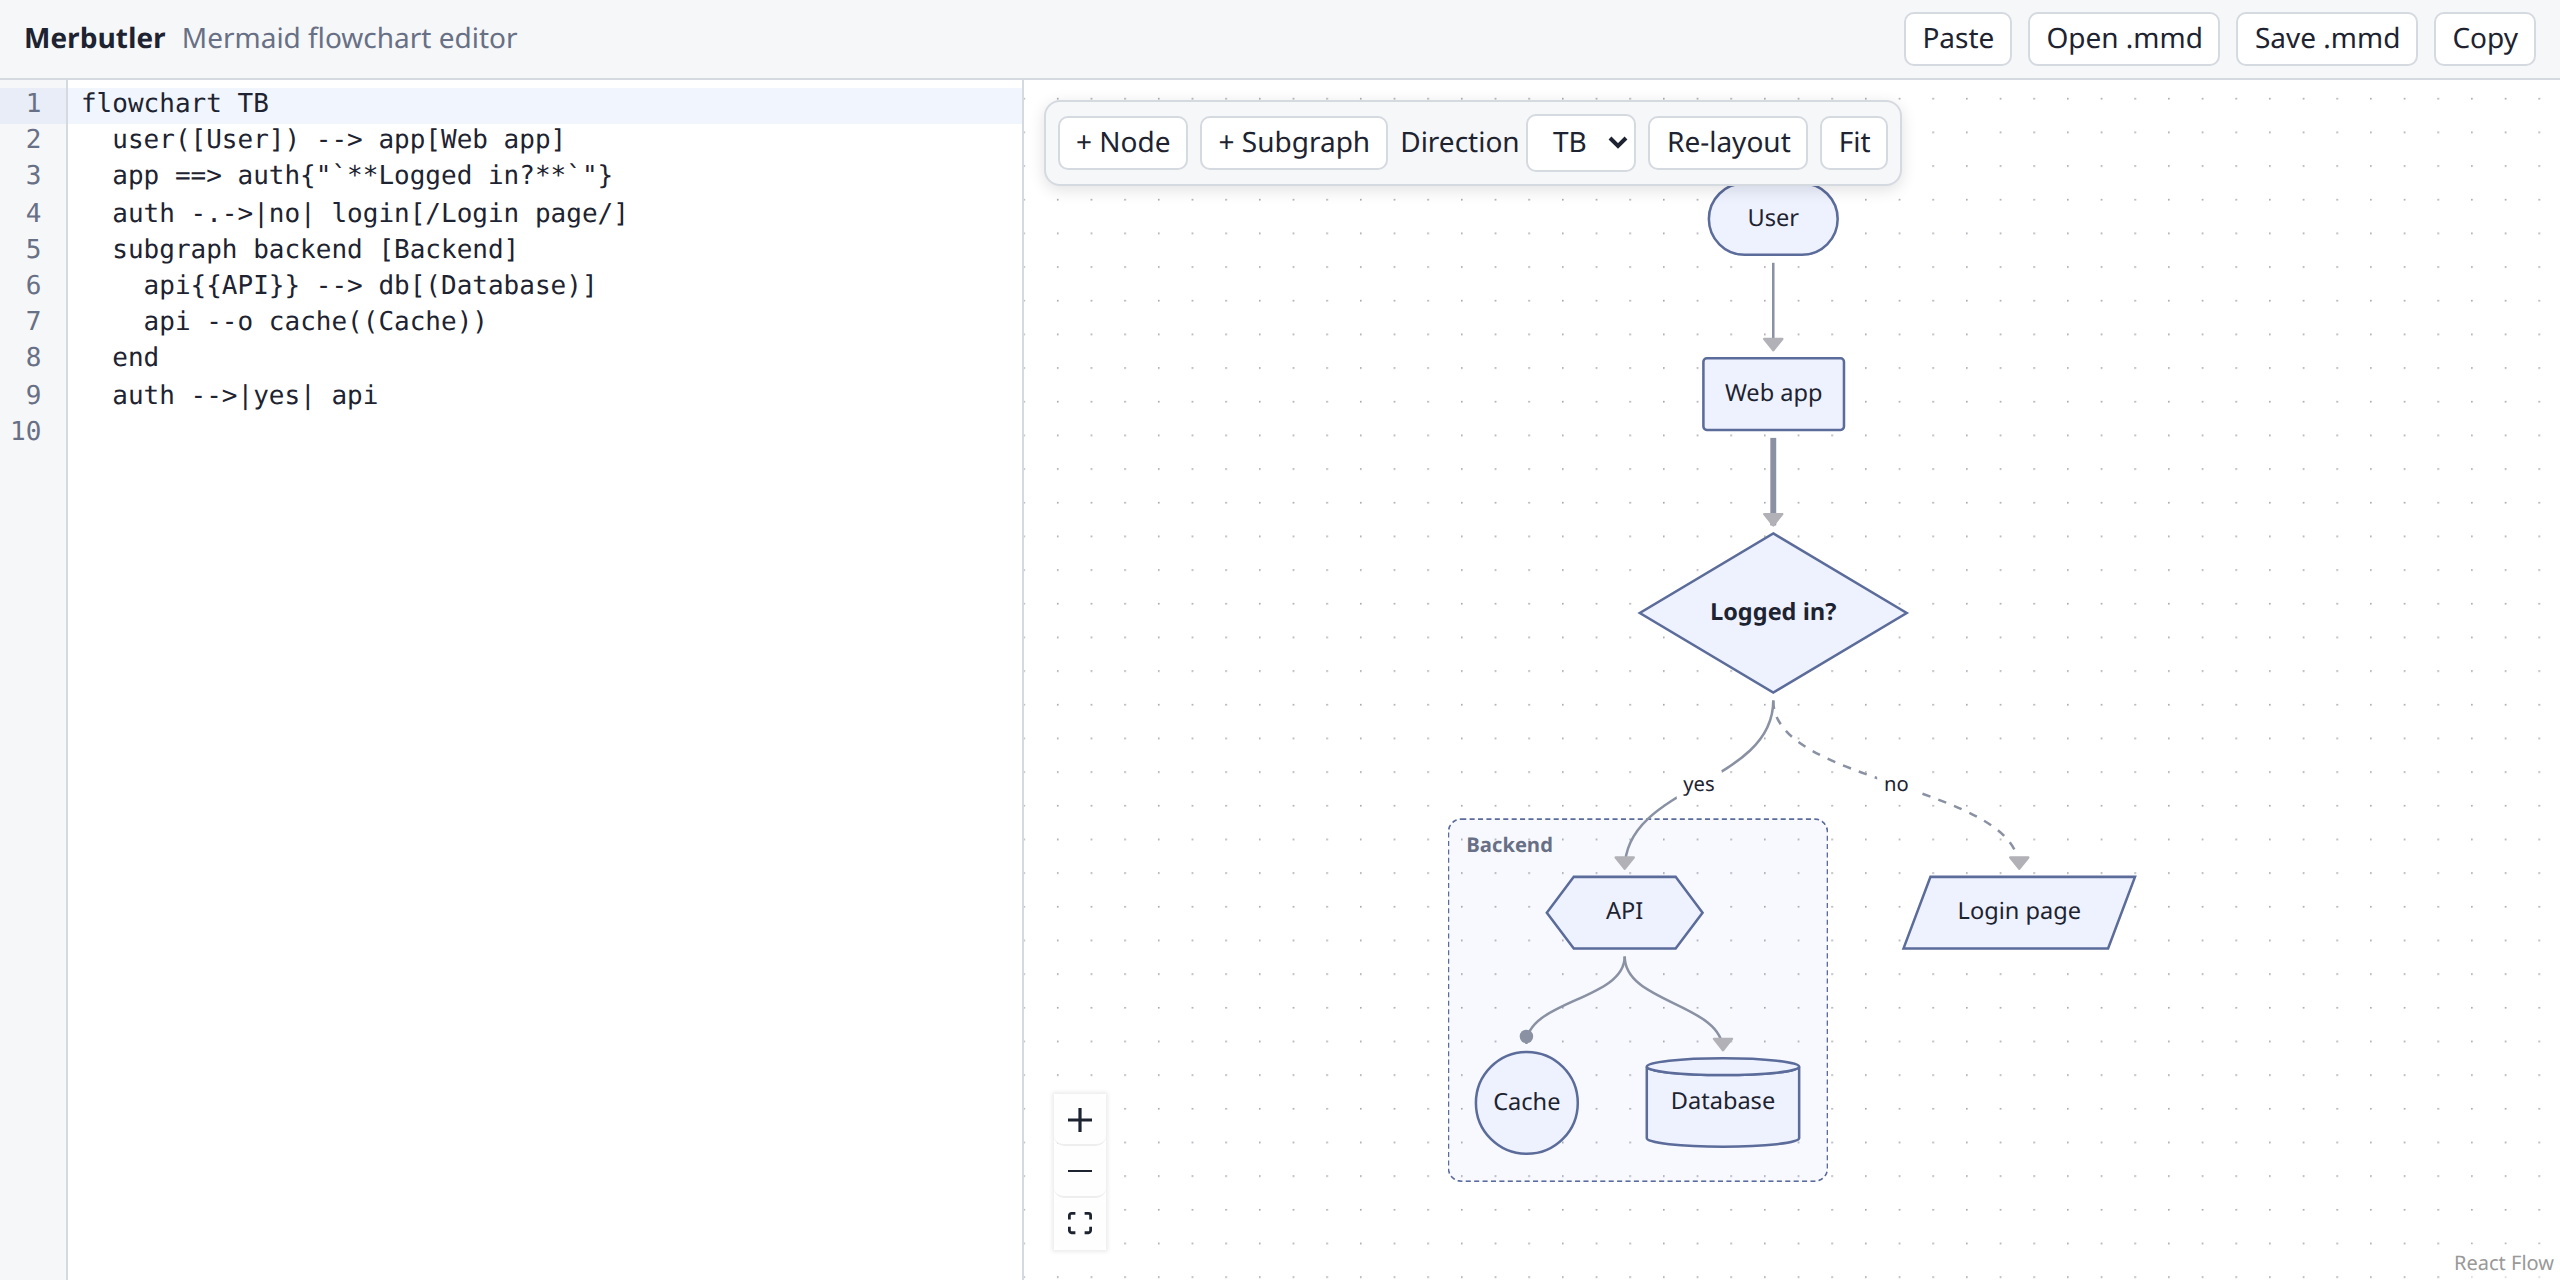 Merbutler Mermaid flowchart editor
Paste Open .mmd Save .mmd Copy
1 flowchart TB
2 user([User]) --> app[Web app]
3 app ==> auth{"`**Logged in?**`"}
4 auth -.->|no| login[/Login page/]
5 subgraph backend [Backend]
6 api{{API}} --> db[(Database)]
7 api --o cache((Cache))
8 end
9 auth -->|yes| api
10
+ Node + Subgraph Direction TB Re-layout Fit
User
Web app
Logged in?
yes no
Backend
API Login page
Cache Database
React Flow